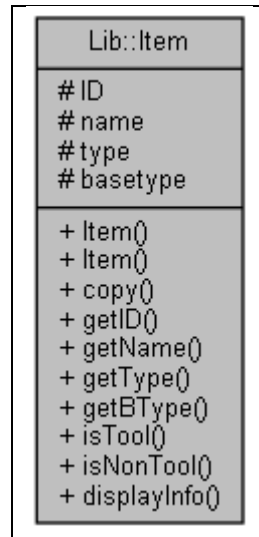 Lib::Item
# ID
# name
# type
# basetype
+ Item()
+ Item()
+ copy()
+ getID()
+ getName()
+ getType()
+ getBType()
+ isTool()
+ isNonTool()
+ displayInfo()